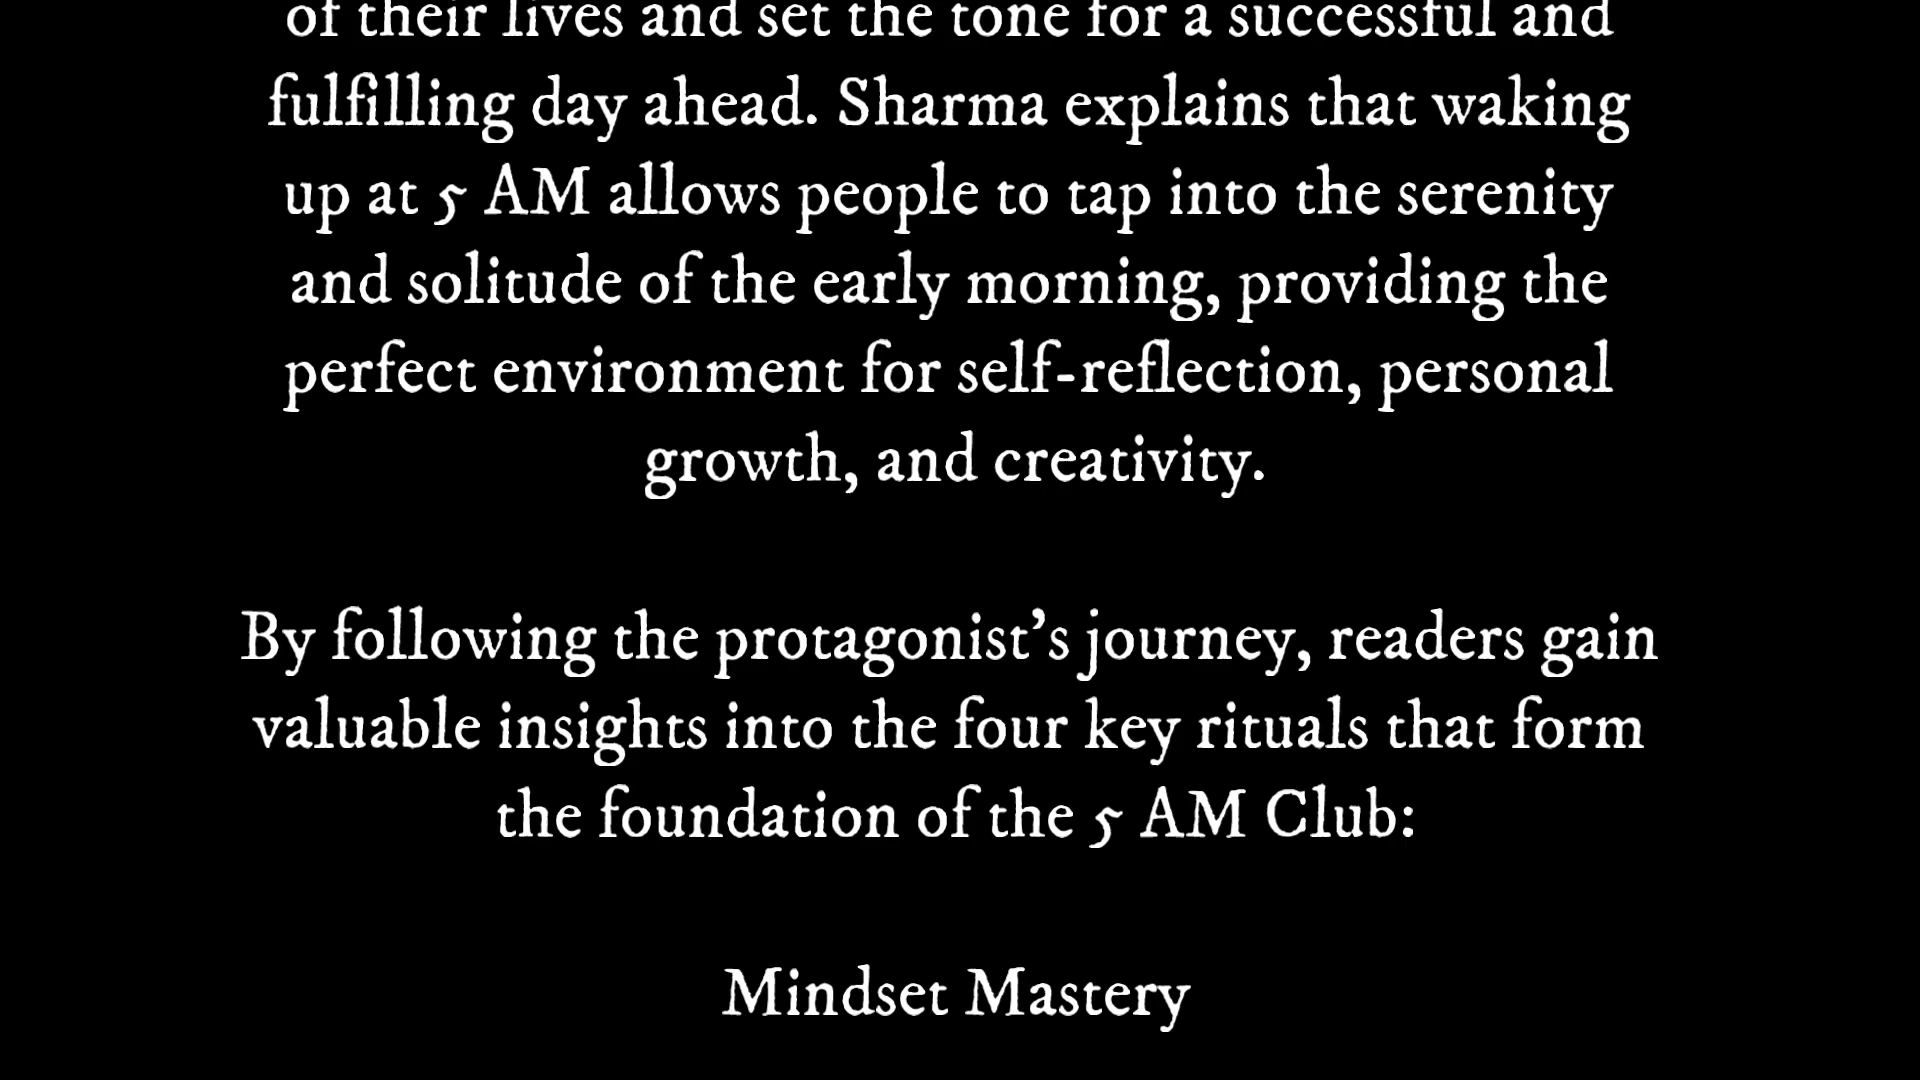 of their lives and set the tone for a successful and
fulfilling day ahead. Sharma explains that waking
up at 5 AM allows people to tap into the serenity
and solitude of the early morning, providing the
perfect environment for self-reflection, personal
growth, and creativity.
By following the protagonist's journey, readers gain
valuable insights into the four key rituals that form
the foundation of the 5 AM Club:
Mindset Mastery